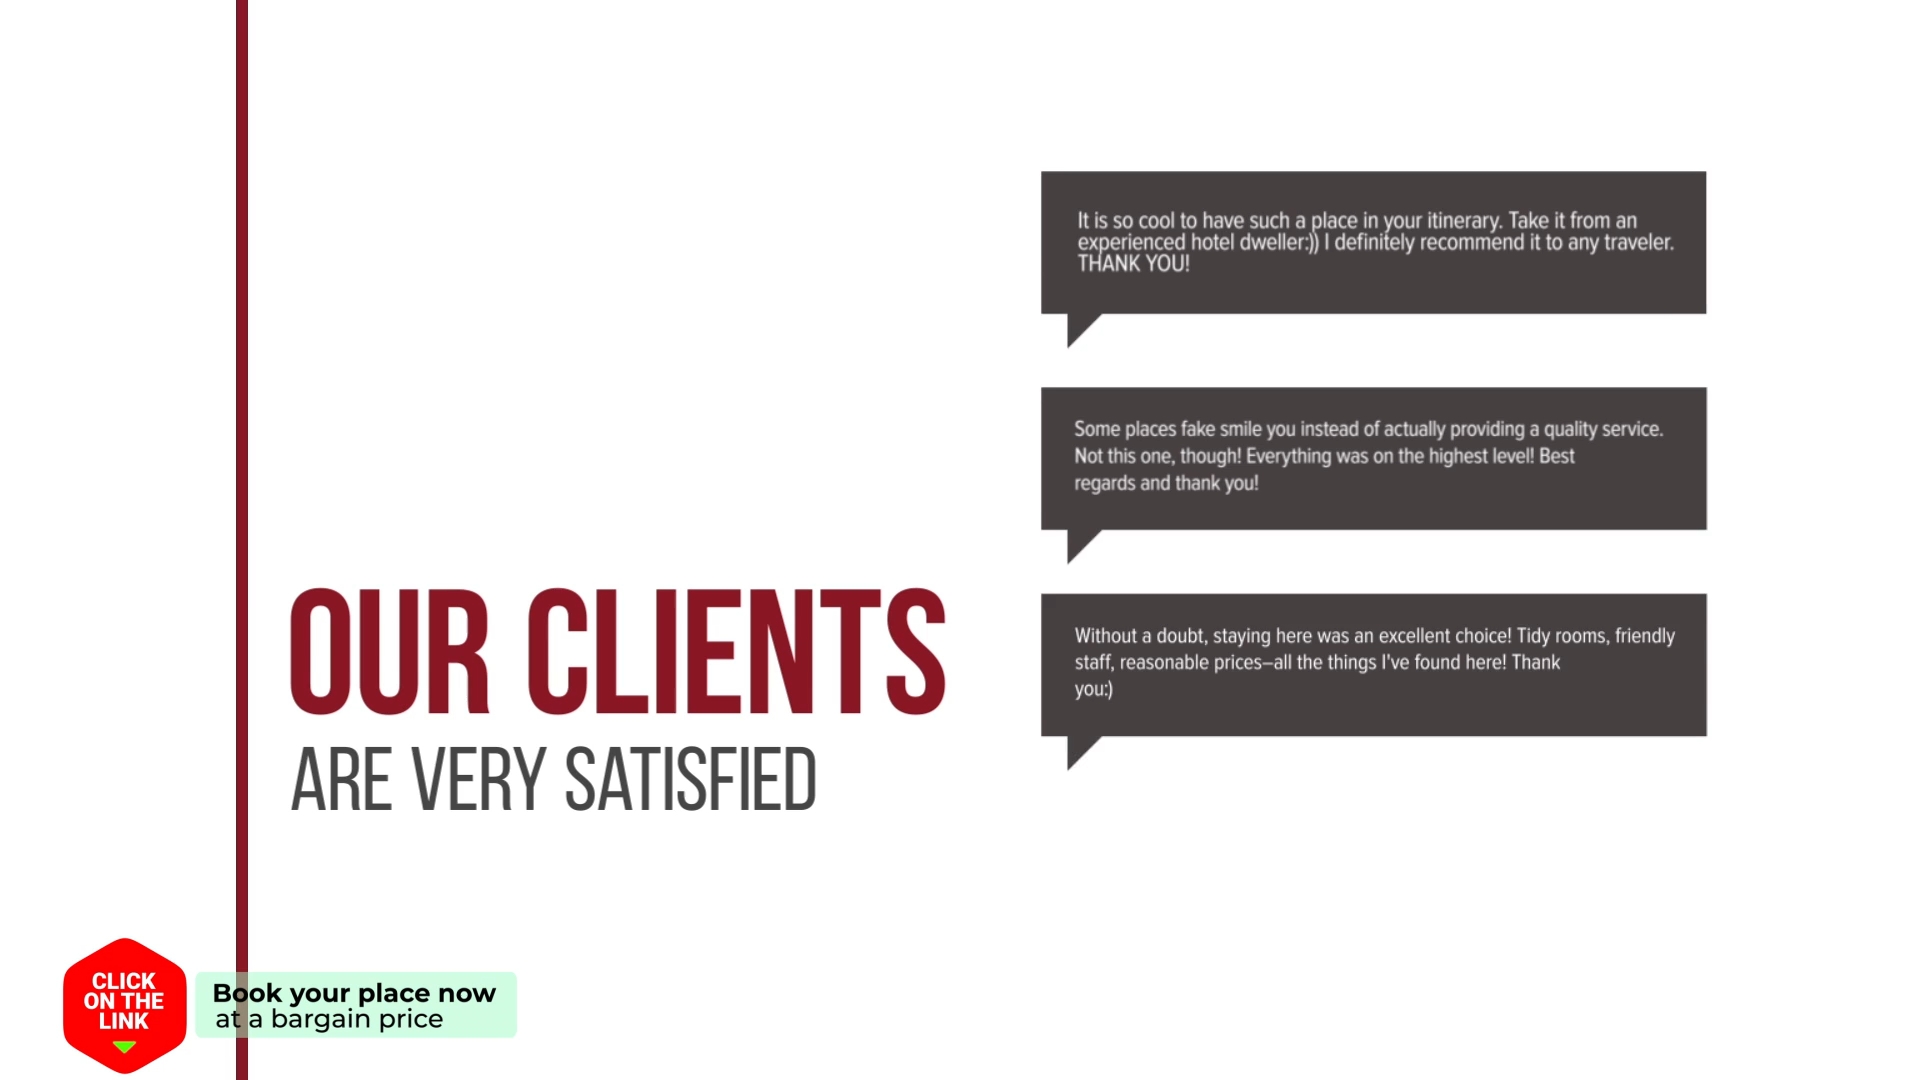 It is so cool to have such a place in your itinerary. Take it from an
experienced hotel dweller:)) I definitely recommend it to any traveler.
THANK YOU!
Some places fake smile you instead of actually providing a quality service.
Not this one, though! Everything was on the highest level! Best
regards and thank you!
Without a doubt, staying here was an excellent choice! Tidy rooms, friendly
staff, reasonable prices–all the things I've found here! Thank
you:)
OUR CLIENTS
ARE VERY SATISFIED
CLICK
ON THE
LINK
Book your place now
at a bargain price